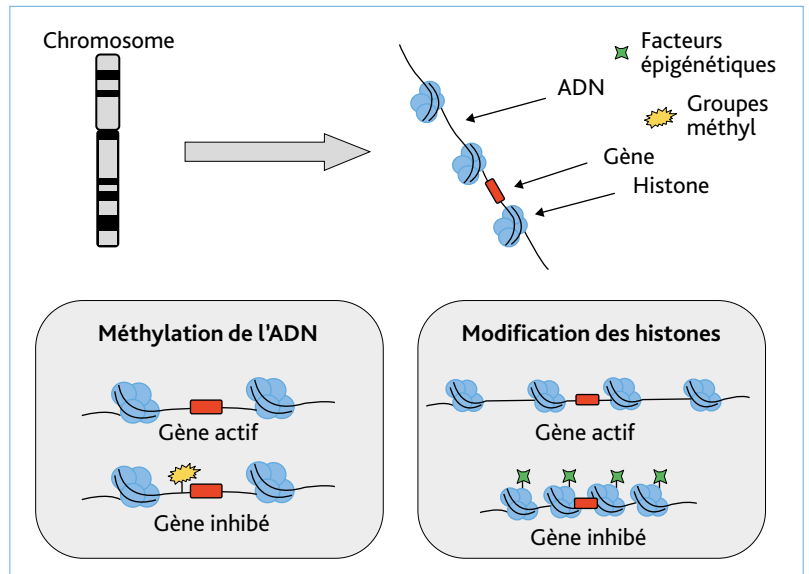 Chromosome
Facteurs
épigénétiques
ADN
Groupes
méthyl
Gène
Histone
Méthylation de l'ADN
Gène actif
Gène inhibé
Modification des histones
Gène actif
Gène inhibé